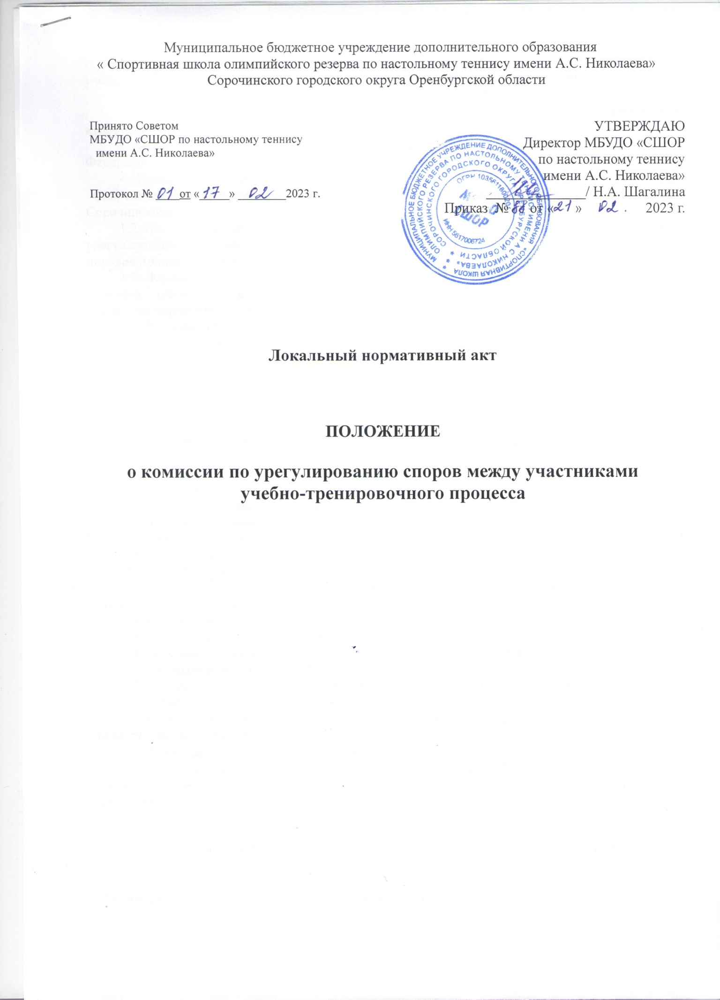 Муниципальное бюджетное учреждение дополнительного образования
« Спортивная школа олимпийского резерва по настольному теннису имени А.С. Николаева»
Сорочинского городского округа Оренбургской области
Принято Советом
МБУДО «СШОР по настольному теннису
имени А.С. Николаева»
Протокол № 01 от « 17 » 02 2023 г.
УТВЕРЖДАЮ
Директор МБУДО «СШОР
по настольному теннису
имени А.С. Николаева»
/ Н.А. Шагалина
Приказ № 88 от «21 » 02 . 2023 г.
МУНИЦИПАЛЬНОЕ БЮДЖЕТНОЕ УЧРЕЖДЕНИЕ ДОПОЛНИТЕЛЬНОГО ОБРАЗОВАНИЯ «СПОРТИВНАЯ ШКОЛА
ОЛИМПИЙСКОГО РЕЗЕРВА ПО НАСТОЛЬНОМУ ТЕННИСУ ИМЕНИ А С НИКОЛАЕВА»
СОРОЧИНСКОГО ГОРОДСКОГО ОКРУГА ОРЕНБУРГСКОЙ ОБЛАСТИ
ОГРН
ИНН 5617006724
СШОР
Локальный нормативный акт
ПОЛОЖЕНИЕ
о комиссии по урегулированию споров между участниками
учебно-тренировочного процесса